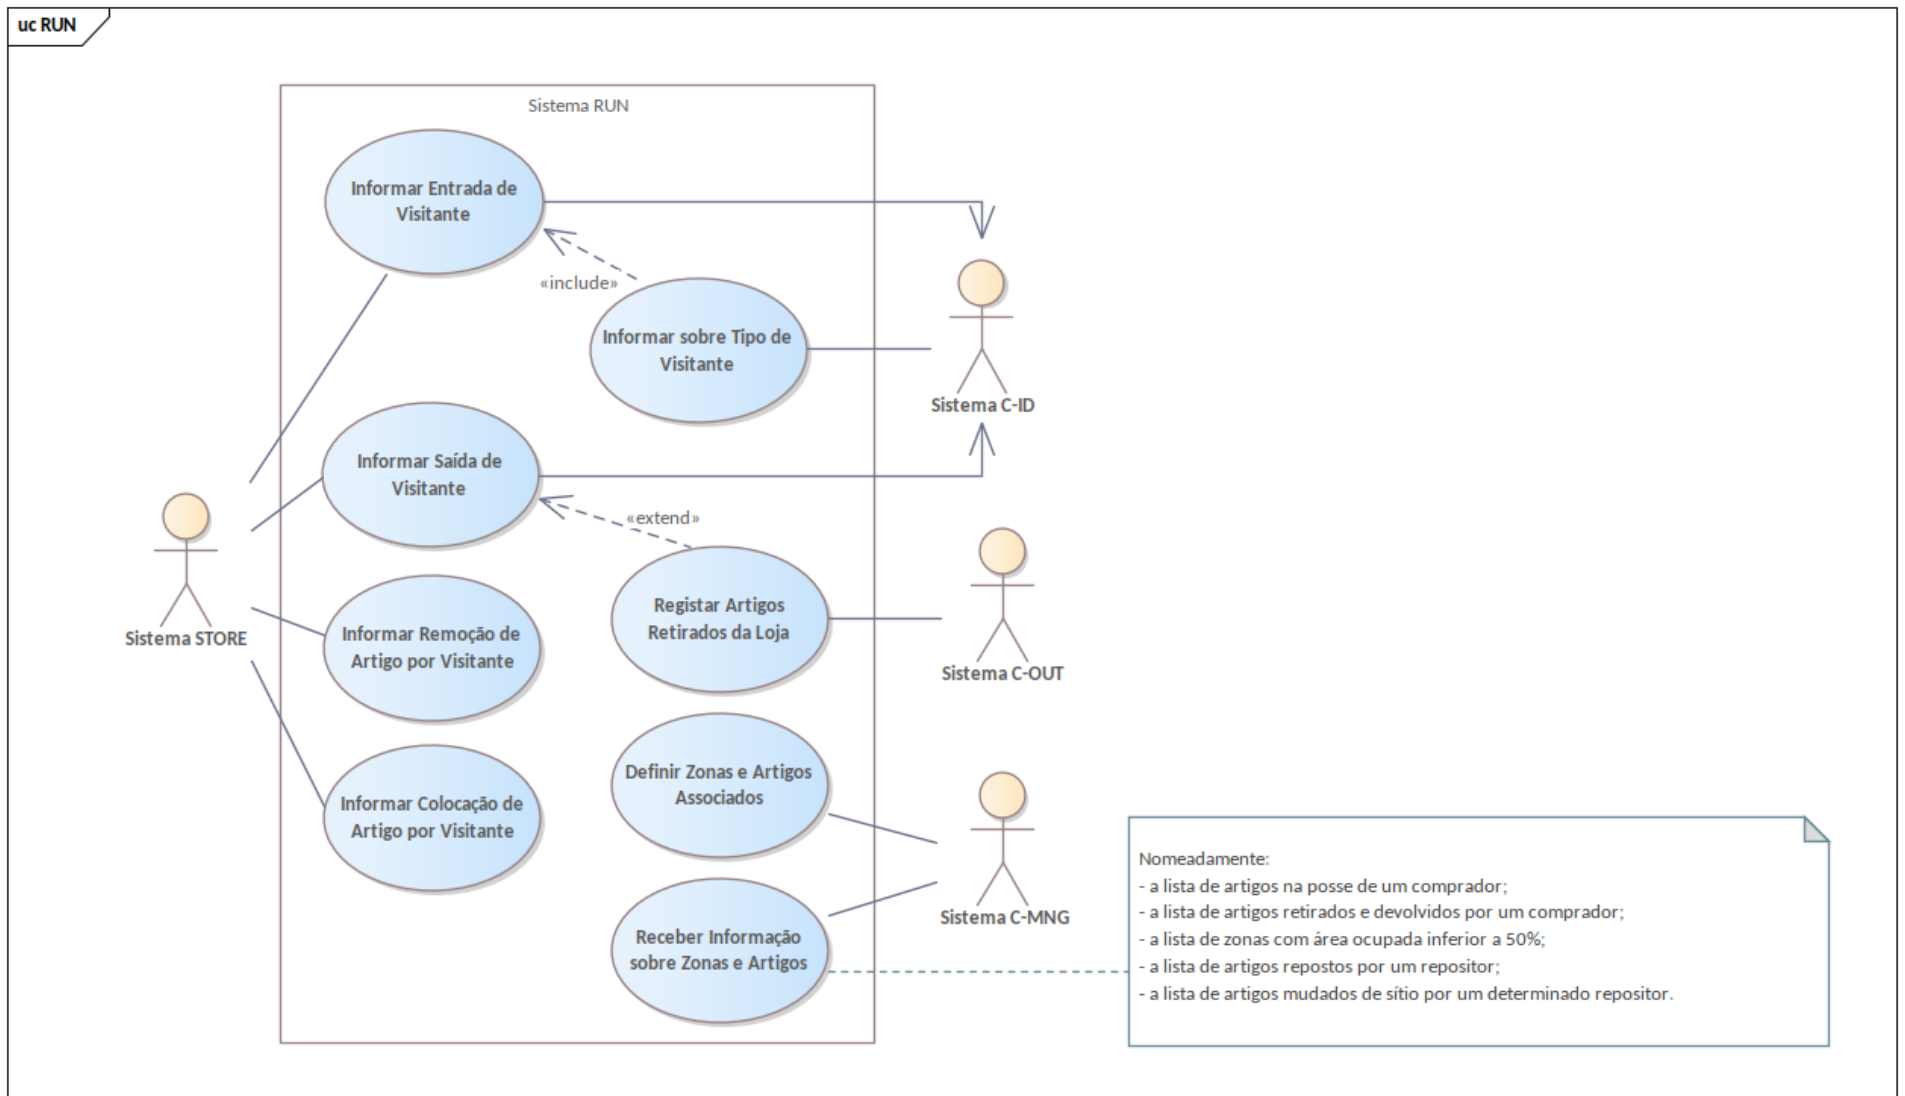 uc RUN
Sistema RUN
Informar Entrada de
Visitante
«include»
Informar sobre Tipo de
Visitante
Sistema C-ID
Informar Saída de
Visitante
«extend»
Sistema STORE
Registar Artigos
Retirados da Loja
Sistema C-OUT
Informar Remoção de
Artigo por Visitante
Definir Zonas e Artigos
Associados
Informar Colocação de
Artigo por Visitante
Sistema C-MNG
Receber Informação
sobre Zonas e Artigos
Nomeadamente:
- a lista de artigos na posse de um comprador;
- a lista de artigos retirados e devolvidos por um comprador;
- a lista de zonas com área ocupada inferior a 50%;
- a lista de artigos repostos por um repositor;
- a lista de artigos mudados de sítio por um determinado repositor.